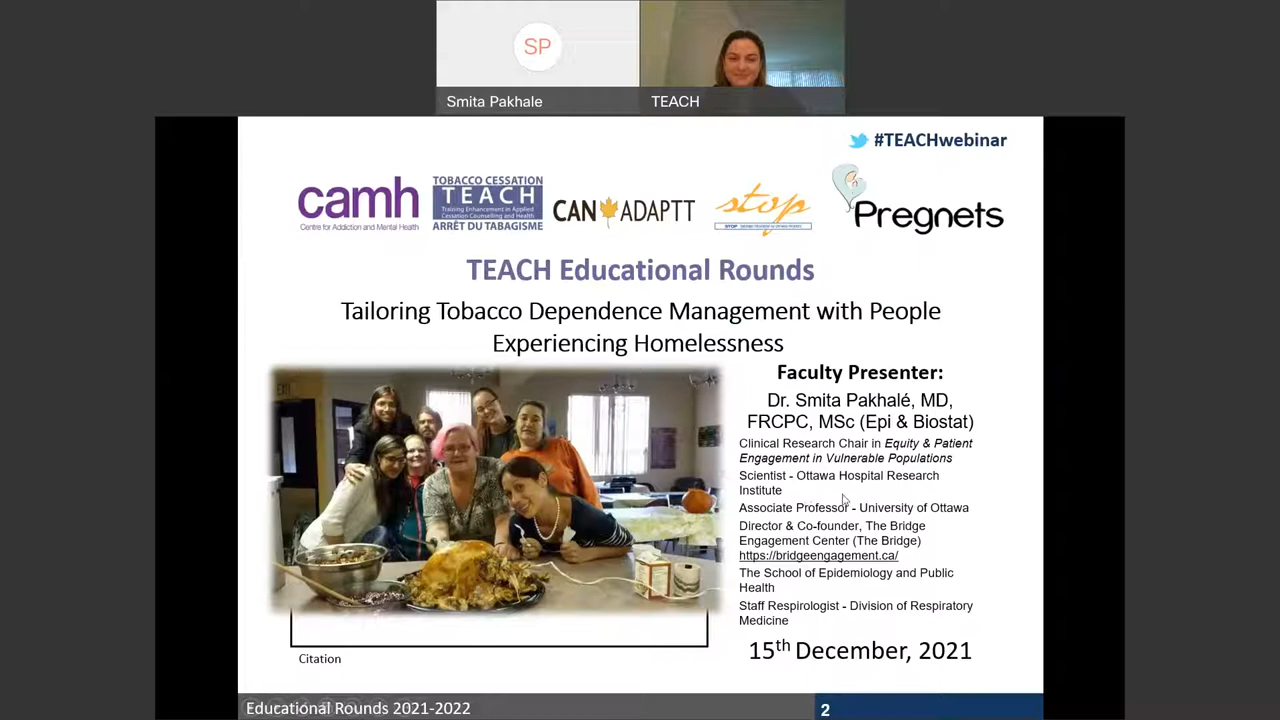 SP
Smita Pakhale
TEACH
#TEACHwebinar
camh
Centre for Addiction and Mental Health
TOBACCO CESSATION
TEACH
Training Enhancement in Applied
Cessation Counselling and Health
ARRÊT DU TABAGISME
CAN ADAPTT
stop
STOP
Pregnets
TEACH Educational Rounds
Tailoring Tobacco Dependence Management with People
Experiencing Homelessness
Faculty Presenter:
Dr. Smita Pakhalé, MD,
FRCPC, MSc (Epi & Biostat)
Clinical Research Chair in Equity & Patient
Engagement in Vulnerable Populations
Scientist - Ottawa Hospital Research
Institute
Associate Professor - University of Ottawa
Director & Co-founder, The Bridge
Engagement Center (The Bridge)
https://bridgeengagement.ca/
The School of Epidemiology and Public
Health
Staff Respirologist - Division of Respiratory
Medicine
15th December, 2021
Citation
Educational Rounds 2021-2022
2